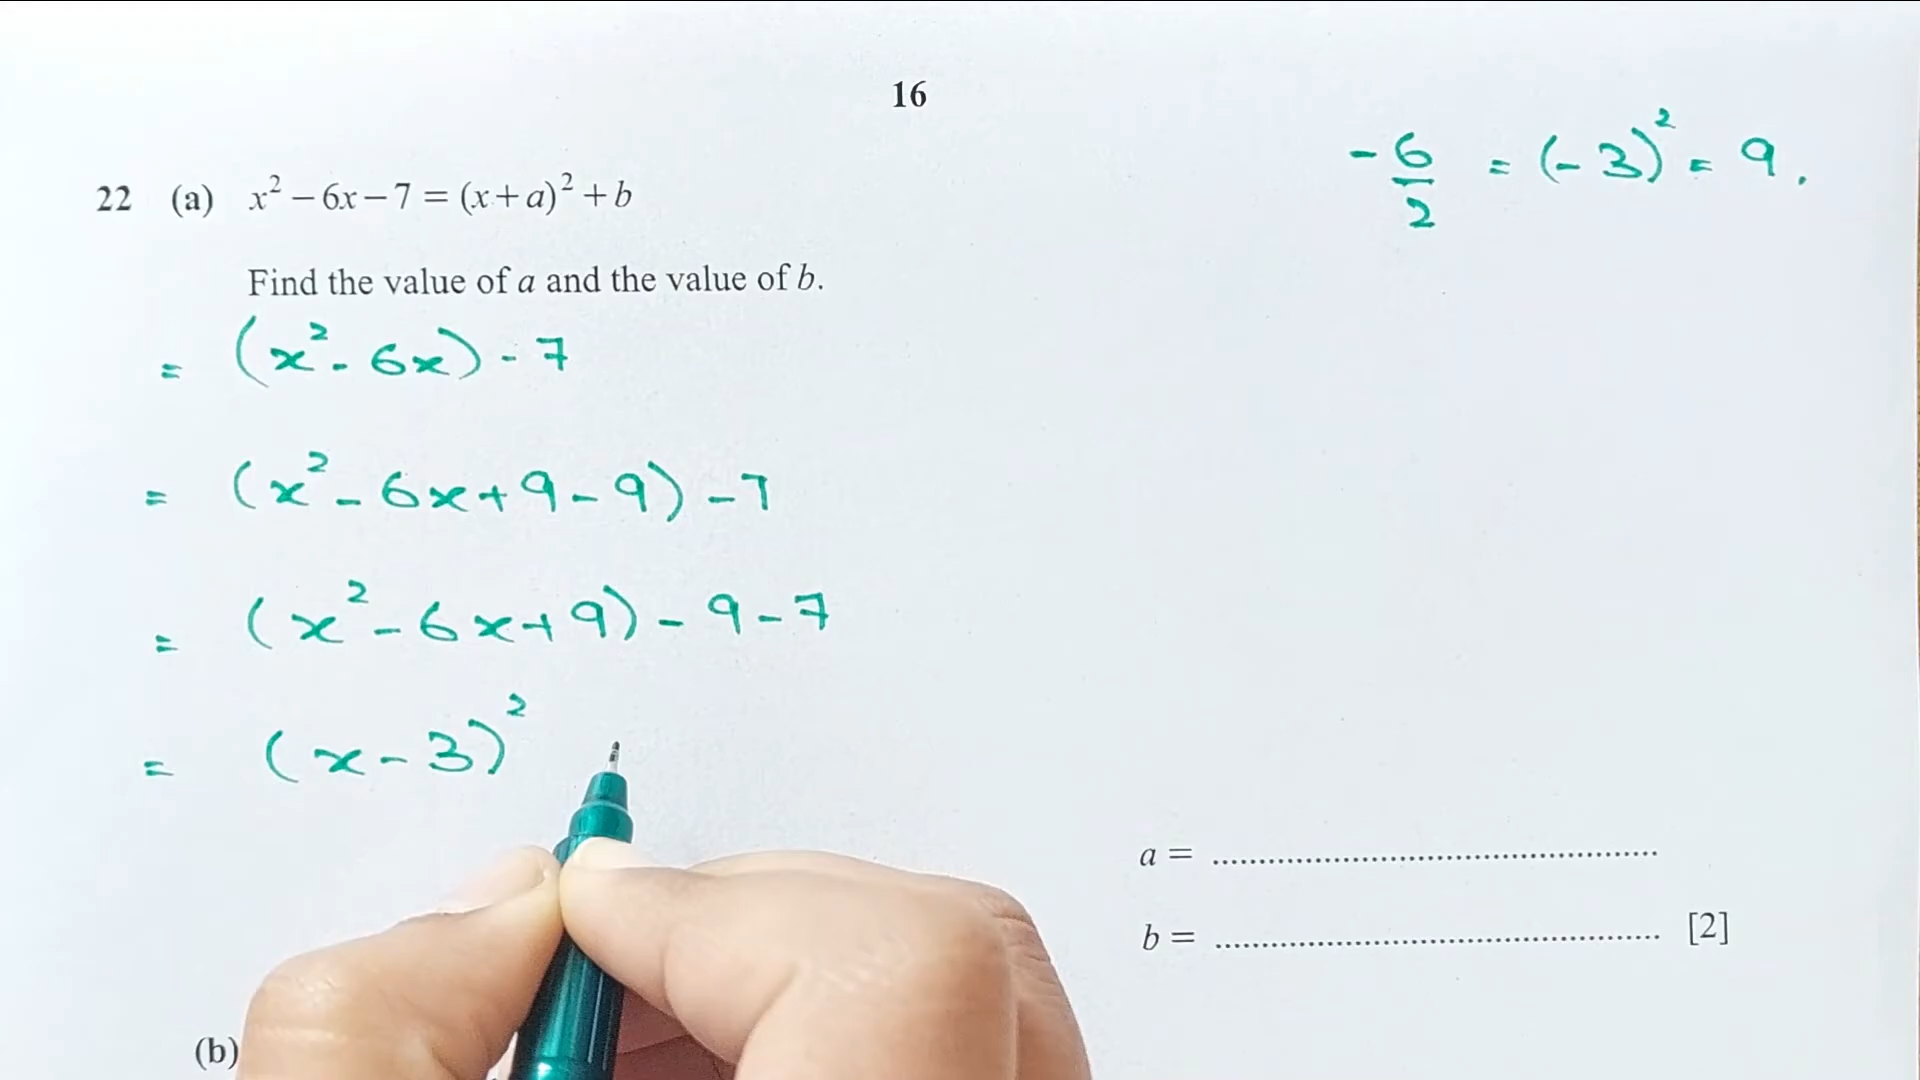 16
-6/2 = (-3)² = 9.
22 (a) x² − 6x − 7 = (x + a)² + b
Find the value of a and the value of b.
= (x² - 6x) - 7
= (x² - 6x + 9 - 9) - 7
= (x² - 6x + 9) - 9 - 7
= (x - 3)²
a = ........................................................
b = ........................................................ [2]
(b)